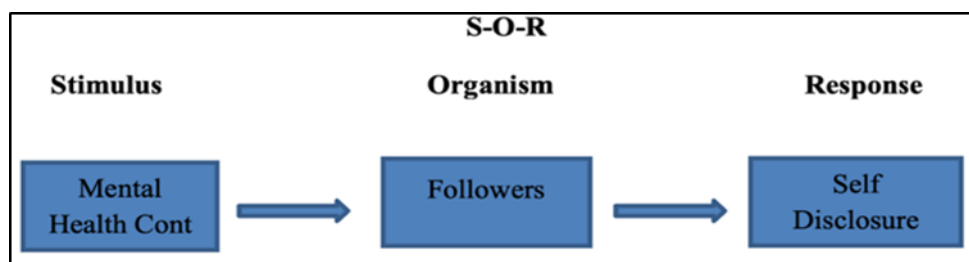 S-O-R
Stimulus Organism Response
Mental
Health Cont
Followers
Self
Disclosure